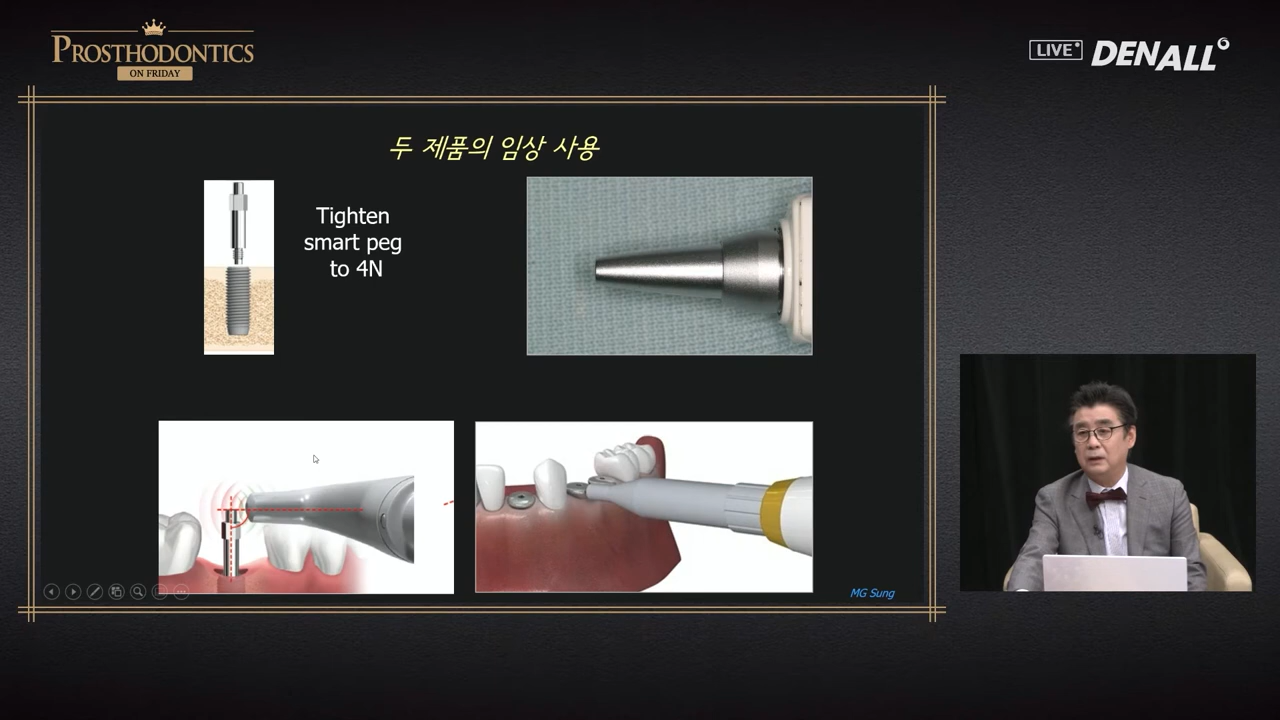 PROSTHODONTICS
ON FRIDAY
LIVE
DENALL
두 제품의 임상 사용
Tighten
smart peg
to 4N
MG Sung